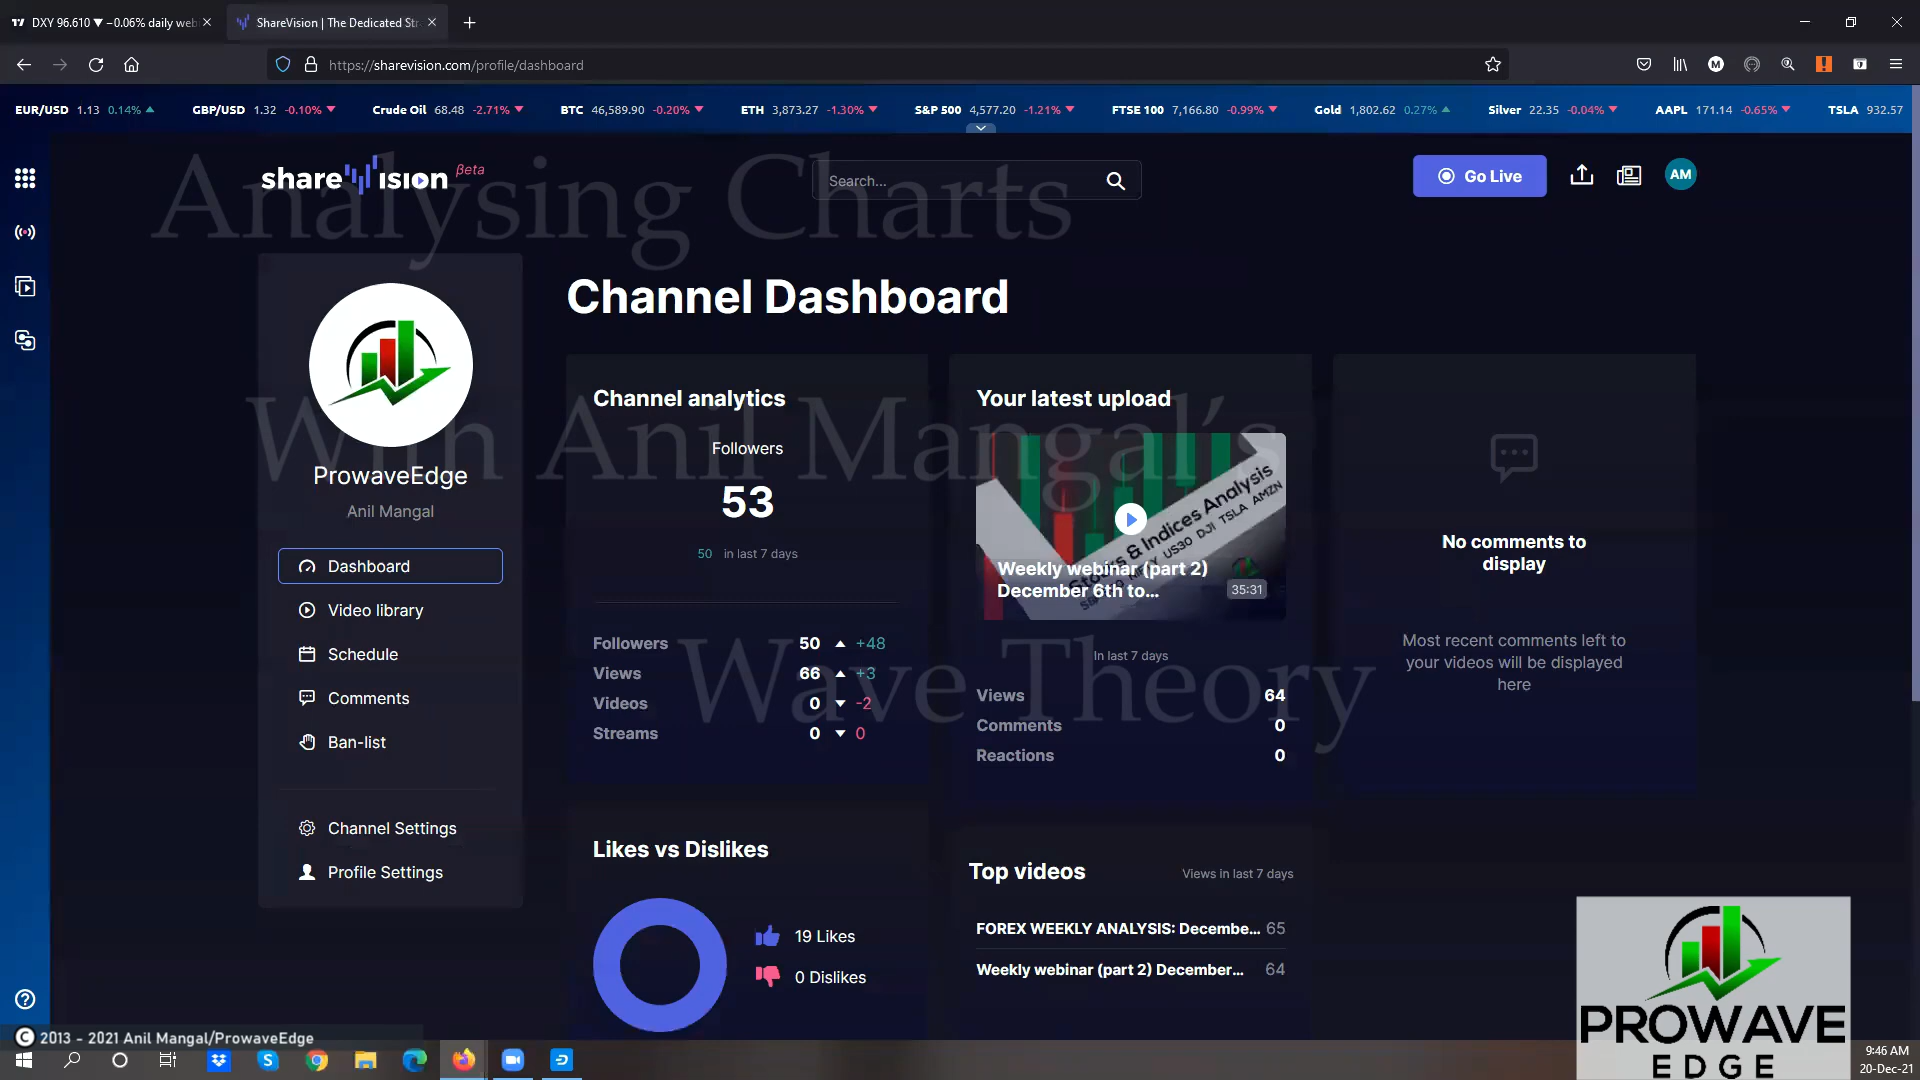 DXY 96.610 ▼ −0.06% daily web
ShareVision | The Dedicated Str
https://sharevision.com/profile/dashboard
EUR/USD 1.13 0.14% ▲ GBP/USD 1.32 -0.10% ▼ Crude Oil 68.48 -2.71% ▼ BTC 46,589.90 -0.20% ▼ ETH 3,873.27 -1.30% ▼ S&P 500 4,577.20 -1.21% ▼ FTSE 100 7,166.80 -0.99% ▼ Gold 1,802.62 0.27% ▲ Silver 22.35 -0.04% ▼ AAPL 171.14 -0.65% ▼ TSLA 932.57
shareVision βeta
Search...
Go Live
AM
Analysing Charts
With Anil Mangal's
Wave Theory
ProwaveEdge
Anil Mangal
Dashboard
Video library
Schedule
Comments
Ban-list
Channel Settings
Profile Settings
Channel Dashboard
Channel analytics
Followers
53
50 in last 7 days
Followers 50 ▲ +48
Views 66 ▲ +3
Videos 0 ▼ -2
Streams 0 ▼ 0
Your latest upload
Stocks & Indices Analysis
US30 DJI TSLA AMZN
Weekly webinar (part 2)
December 6th to...
35:31
In last 7 days
Views 64
Comments 0
Reactions 0
No comments to
display
Most recent comments left to
your videos will be displayed
here
Likes vs Dislikes
19 Likes
0 Dislikes
Top videos Views in last 7 days
FOREX WEEKLY ANALYSIS: Decembe... 65
Weekly webinar (part 2) December... 64
PROWAVE
EDGE
© 2013 - 2021 Anil Mangal/ProwaveEdge
9:46 AM
20-Dec-21